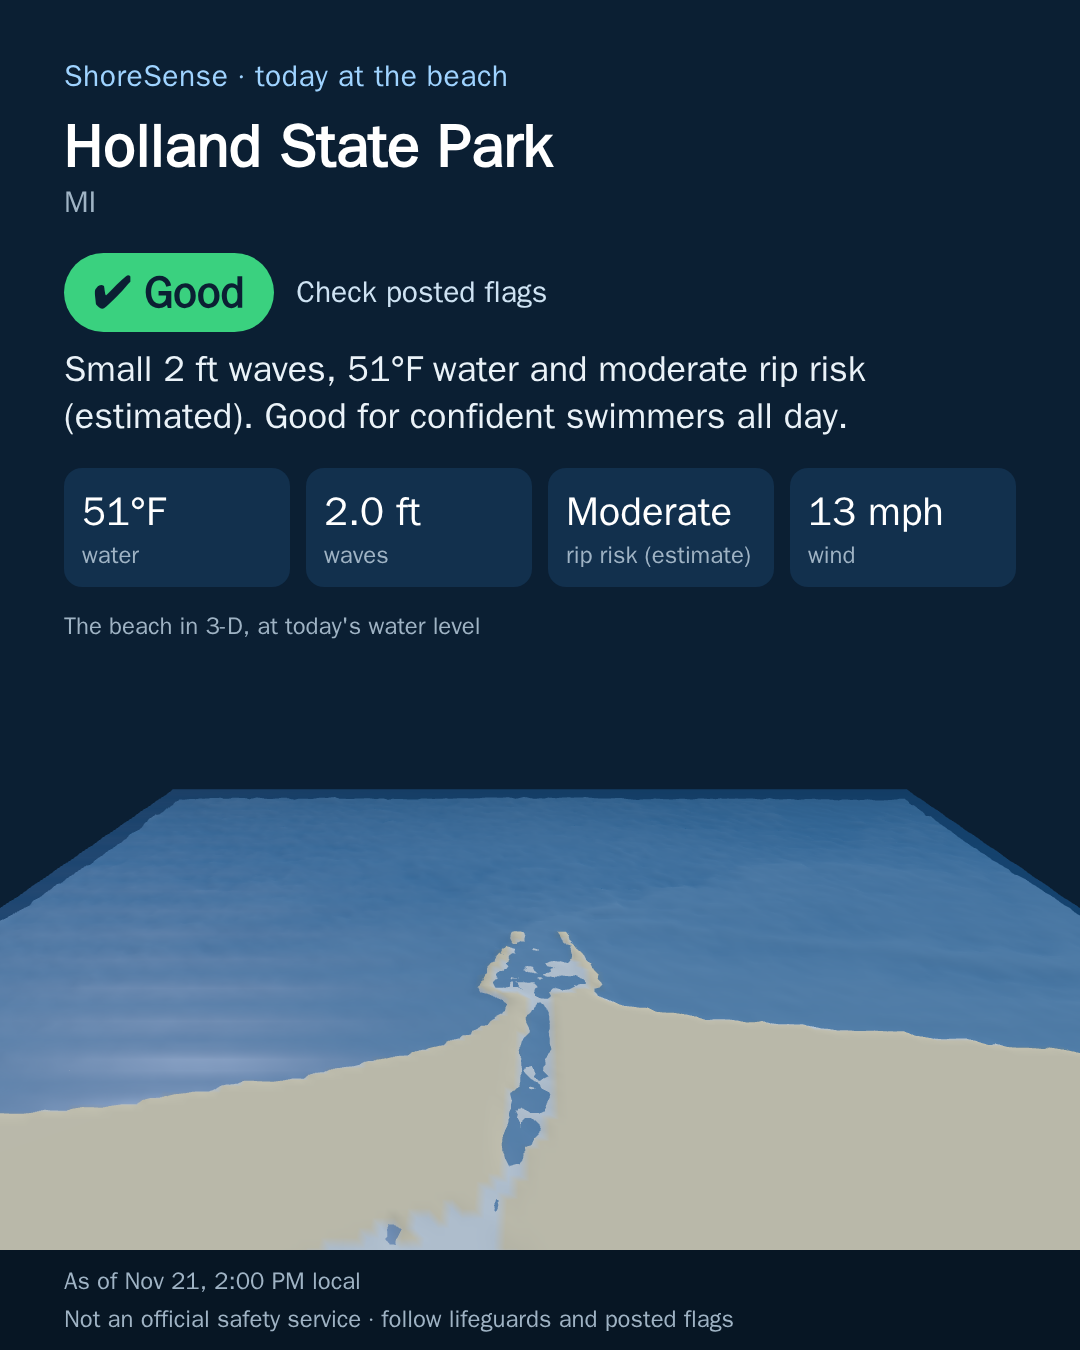 ShoreSense · today at the beach
Holland State Park
MI
✔ Good
Check posted flags
Small 2 ft waves, 51°F water and moderate rip risk
(estimated). Good for confident swimmers all day.
51°F
water
2.0 ft
waves
Moderate
rip risk (estimate)
13 mph
wind
The beach in 3-D, at today's water level
As of Nov 21, 2:00 PM local
Not an official safety service · follow lifeguards and posted flags